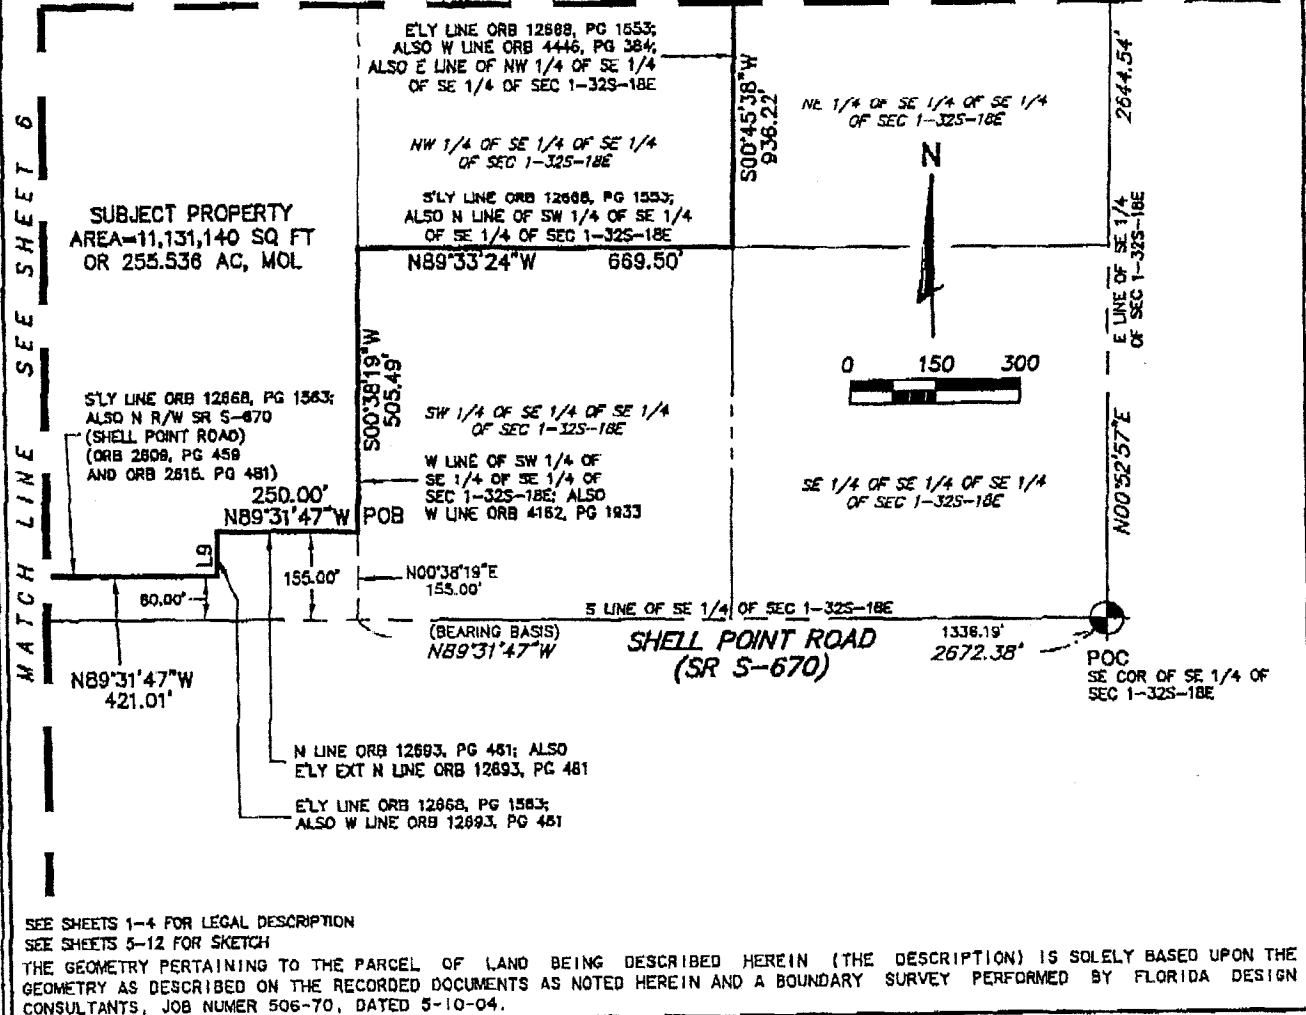 E'LY LINE ORB 12668, PG 1553;
ALSO W LINE ORB 4446, PG 384;
ALSO E LINE OF NW 1/4 OF SE 1/4
OF SE 1/4 OF SEC 1-32S-18E
S00°45'38"W
936.22'
NE 1/4 OF SE 1/4 OF SE 1/4
OF SEC 1-32S-18E
2644.54'
NW 1/4 OF SE 1/4 OF SE 1/4
OF SEC 1-32S-18E
N
MATCH LINE SEE SHEET 6
SUBJECT PROPERTY
AREA=11,131,140 SQ FT
OR 255.536 AC, MOL
S'LY LINE ORB 12668, PG 1553;
ALSO N LINE OF SW 1/4 OF SE 1/4
OF SE 1/4 OF SEC 1-32S-18E
N89°33'24"W 669.50'
E LINE OF SE 1/4
OF SEC 1-32S-18E
0 150 300
S00°38'19"W
505.49'
S'LY LINE ORB 12668, PG 1563;
ALSO N R/W SR S-670
(SHELL POINT ROAD)
(ORB 2609, PG 459
AND ORB 2615, PG 481)
SW 1/4 OF SE 1/4 OF SE 1/4
OF SEC 1-32S-18E
N00°52'57"E
W LINE OF SW 1/4 OF
SE 1/4 OF SE 1/4 OF
SEC 1-32S-18E; ALSO
W LINE ORB 4162, PG 1933
SE 1/4 OF SE 1/4 OF SE 1/4
OF SEC 1-32S-18E
250.00'
N89°31'47"W POB
L9
155.00'
N00°38'19"E
155.00'
80.00'
S LINE OF SE 1/4 OF SEC 1-32S-18E
(BEARING BASIS)
N89°31'47"W
SHELL POINT ROAD
(SR S-670)
1336.19'
2672.38'
POC
SE COR OF SE 1/4 OF
SEC 1-32S-18E
N89°31'47"W
421.01'
N LINE ORB 12693, PG 461; ALSO
E'LY EXT N LINE ORB 12693, PG 461
E'LY LINE ORB 12668, PG 1563;
ALSO W LINE ORB 12693, PG 461
SEE SHEETS 1-4 FOR LEGAL DESCRIPTION
SEE SHEETS 5-12 FOR SKETCH
THE GEOMETRY PERTAINING TO THE PARCEL OF LAND BEING DESCRIBED HEREIN (THE DESCRIPTION) IS SOLELY BASED UPON THE
GEOMETRY AS DESCRIBED ON THE RECORDED DOCUMENTS AS NOTED HEREIN AND A BOUNDARY SURVEY PERFORMED BY FLORIDA DESIGN
CONSULTANTS, JOB NUMER 506-70, DATED 5-10-04.